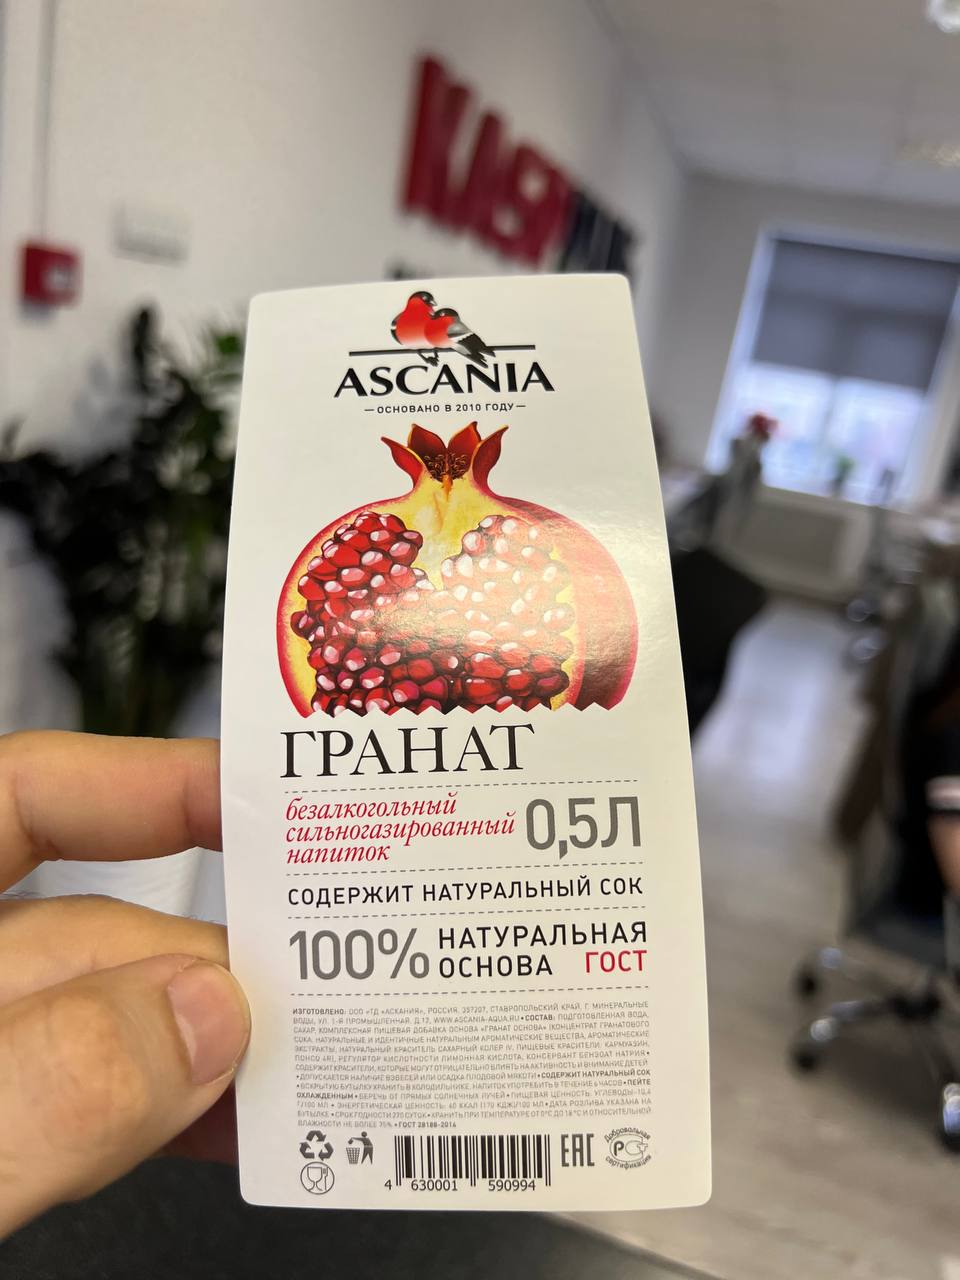 ASCANIA
—ОСНОВАНО В 2010 ГОДУ—
ГРАНАТ
безалкогольный
сильногазированный
напиток
0,5Л
СОДЕРЖИТ НАТУРАЛЬНЫЙ СОК
100% НАТУРАЛЬНАЯ
ОСНОВА ГОСТ
ИЗГОТОВЛЕНО: ООО «ТД «АСКАНИЯ», РОССИЯ, 357207, СТАВРОПОЛЬСКИЙ КРАЙ, Г. МИНЕРАЛЬНЫЕ
ВОДЫ, УЛ. 1-Я ПРОМЫШЛЕННАЯ, Д.12, WWW.ASCANIA-AQUA.RU • СОСТАВ: ПОДГОТОВЛЕННАЯ ВОДА,
САХАР, КОМПЛЕКСНАЯ ПИЩЕВАЯ ДОБАВКА ОСНОВА «ГРАНАТ ОСНОВА» (КОНЦЕНТРАТ ГРАНАТОВОГО
СОКА, НАТУРАЛЬНЫЕ И ИДЕНТИЧНЫЕ НАТУРАЛЬНЫМ АРОМАТИЧЕСКИЕ ВЕЩЕСТВА, АРОМАТИЧЕСКИЕ
ЭКСТРАКТЫ, НАТУРАЛЬНЫЙ КРАСИТЕЛЬ САХАРНЫЙ КОЛЕР IV, ПИЩЕВЫЕ КРАСИТЕЛИ: КАРМУАЗИН,
ПОНСО 4R), РЕГУЛЯТОР КИСЛОТНОСТИ ЛИМОННАЯ КИСЛОТА, КОНСЕРВАНТ БЕНЗОАТ НАТРИЯ •
СОДЕРЖИТ КРАСИТЕЛИ, КОТОРЫЕ МОГУТ ОТРИЦАТЕЛЬНО ВЛИЯТЬ НА АКТИВНОСТЬ И ВНИМАНИЕ ДЕТЕЙ
• ДОПУСКАЕТСЯ НАЛИЧИЕ ВЗВЕСЕЙ ИЛИ ОСАДКА ПЛОДОВОЙ МЯКОТИ • СОДЕРЖИТ НАТУРАЛЬНЫЙ СОК
• ВСКРЫТУЮ БУТЫЛКУ ХРАНИТЬ В ХОЛОДИЛЬНИКЕ, НАПИТОК УПОТРЕБИТЬ В ТЕЧЕНИЕ 6 ЧАСОВ • ПЕЙТЕ
ОХЛАЖДЕННЫМ • БЕРЕЧЬ ОТ ПРЯМЫХ СОЛНЕЧНЫХ ЛУЧЕЙ • ПИЩЕВАЯ ЦЕННОСТЬ: УГЛЕВОДЫ-10,4
Г/100 МЛ • ЭНЕРГЕТИЧЕСКАЯ ЦЕННОСТЬ: 40 ККАЛ (170 КДЖ)/100 МЛ • ДАТА РОЗЛИВА УКАЗАНА НА
БУТЫЛКЕ • СРОК ГОДНОСТИ 270 СУТОК • ХРАНИТЬ ПРИ ТЕМПЕРАТУРЕ ОТ 0°С ДО 18°С И ОТНОСИТЕЛЬНОЙ
ВЛАЖНОСТИ НЕ БОЛЕЕ 75% • ГОСТ 28188-2014
4 630001 590994
ЕАС
Добровольная
РСТ
сертификация